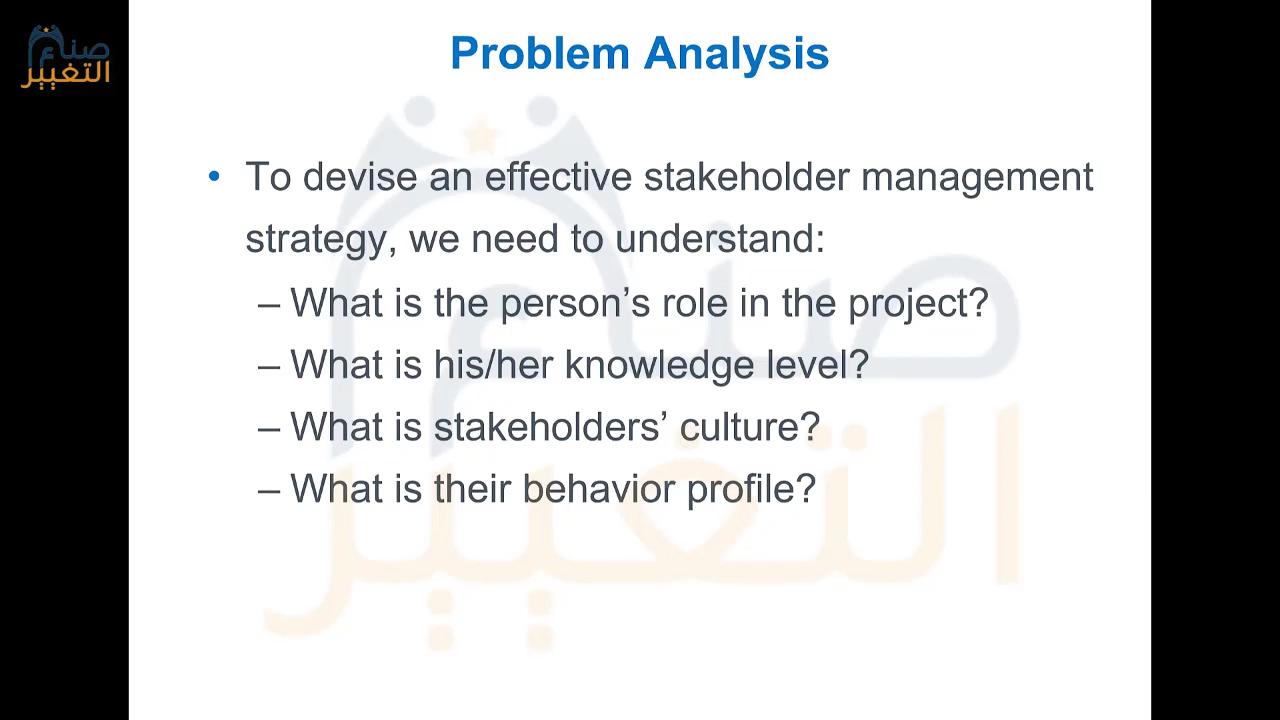 صناع
التغيير
Problem Analysis
• To devise an effective stakeholder management
strategy, we need to understand:
– What is the person’s role in the project?
– What is his/her knowledge level?
– What is stakeholders’ culture?
– What is their behavior profile?
صناع
التغيير